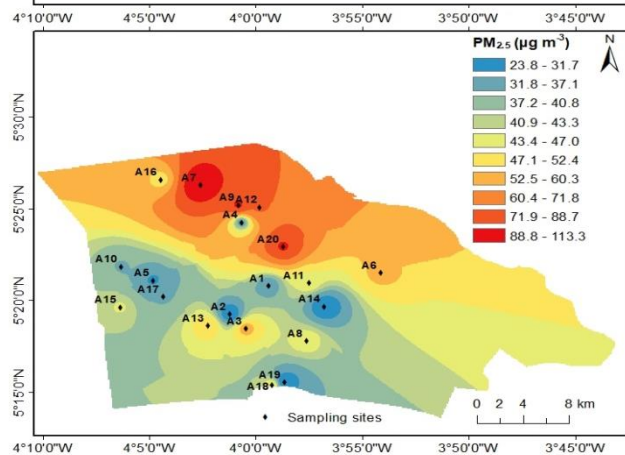 4°10'0"W 4°5'0"W 4°0'0"W 3°55'0"W 3°50'0"W 3°45'0"W
PM2.5 (µg m-3)
N
23.8 - 31.7
31.8 - 37.1
37.2 - 40.8
40.9 - 43.3
43.4 - 47.0
47.1 - 52.4
52.5 - 60.3
60.4 - 71.8
71.9 - 88.7
88.8 - 113.3
5°30'0"N
5°25'0"N
5°20'0"N
5°15'0"N
A16
A7
A9
A12
A4
A20
A10
A5
A17
A1
A11
A6
A15
A2
A14
A13
A3
A8
A19
A18
Sampling sites
0 2 4 8 km
4°10'0"W 4°5'0"W 4°0'0"W 3°55'0"W 3°50'0"W 3°45'0"W